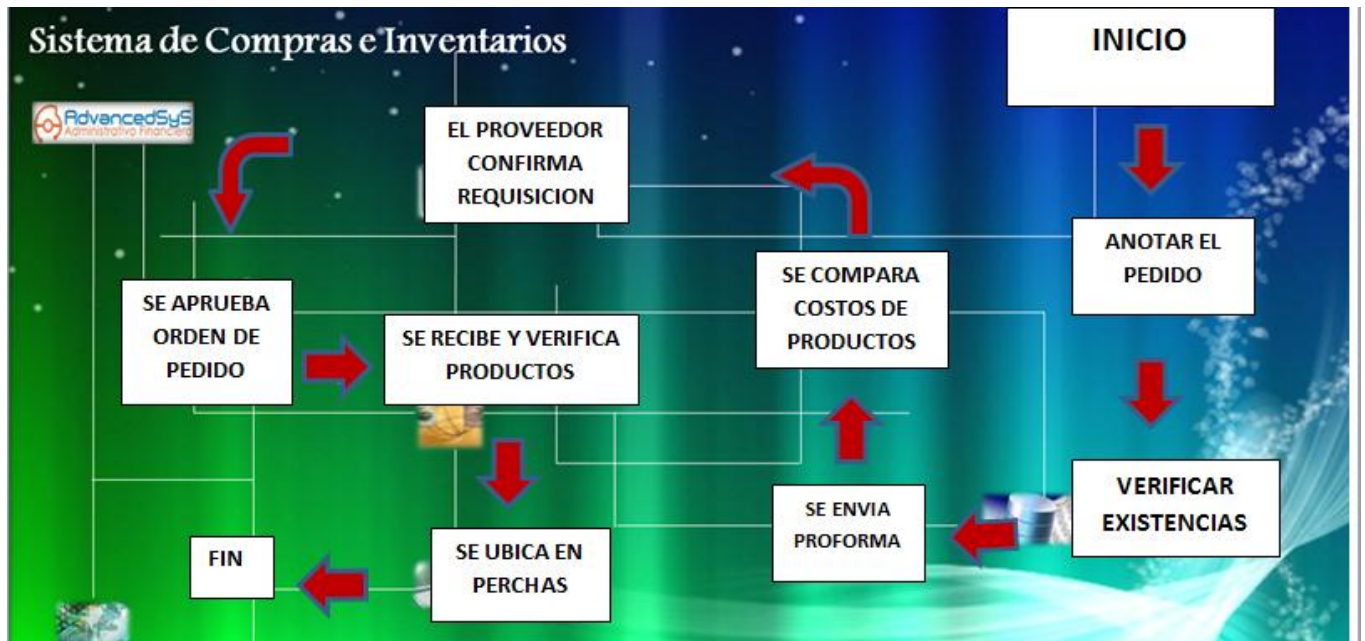 Sistema de Compras e Inventarios
INICIO
AdvancedSyS
Administrativo Financiero
EL PROVEEDOR
CONFIRMA
REQUISICION
ANOTAR EL
PEDIDO
SE COMPARA
COSTOS DE
PRODUCTOS
SE APRUEBA
ORDEN DE
PEDIDO
SE RECIBE Y VERIFICA
PRODUCTOS
VERIFICAR
EXISTENCIAS
SE ENVIA
PROFORMA
SE UBICA EN
PERCHAS
FIN